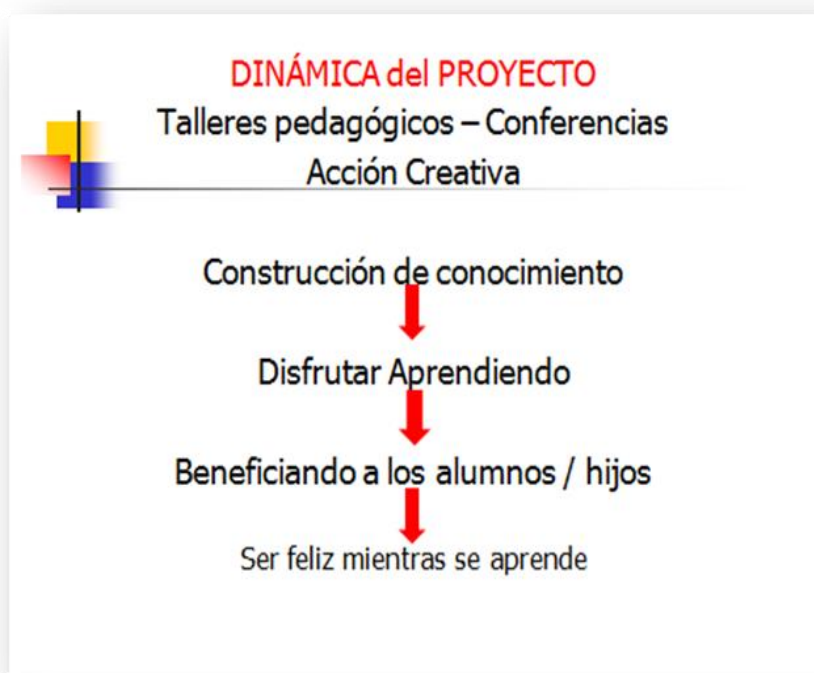 DINÁMICA del PROYECTO
Talleres pedagógicos – Conferencias
Acción Creativa
Construcción de conocimiento
Disfrutar Aprendiendo
Beneficiando a los alumnos / hijos
Ser feliz mientras se aprende